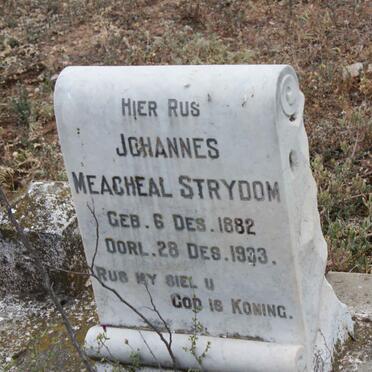 HIER RUS
JOHANNES
MEACHEAL STRYDOM
GEB. 6 DES. 1882
OORL. 28 DES. 1933.
RUS MY SIEL U
GOD IS KONING.